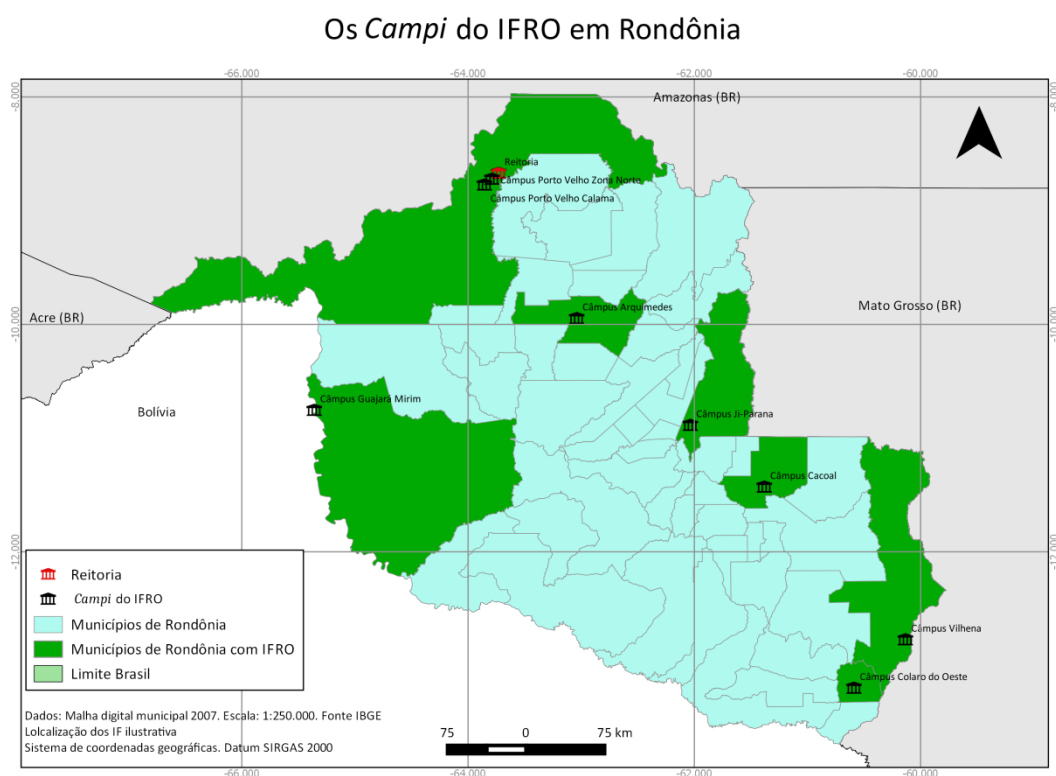 Os Campi do IFRO em Rondônia
-66.000
-64.000
-62.000
-60.000
-8.000
-8.000
Amazonas (BR)
Reitoria
Câmpus Porto Velho Zona Norte
Câmpus Porto Velho Calama
Mato Grosso (BR)
Câmpus Arquimedes
Acre (BR)
-10.000
-10.000
Câmpus Guajará Mirim
Bolívia
Câmpus Ji-Parana
Câmpus Cacoal
-12.000
-12.000
Reitoria
Campi do IFRO
Municípios de Rondônia
Municípios de Rondônia com IFRO
Limite Brasil
Câmpus Vilhena
Câmpus Colaro do Oeste
Dados: Malha digital municipal 2007. Escala: 1:250.000. Fonte IBGE
Lolcalização dos IF ilustrativa
Sistema de coordenadas geográficas. Datum SIRGAS 2000
75 0 75 km
-66.000
-64.000
-62.000
-60.000